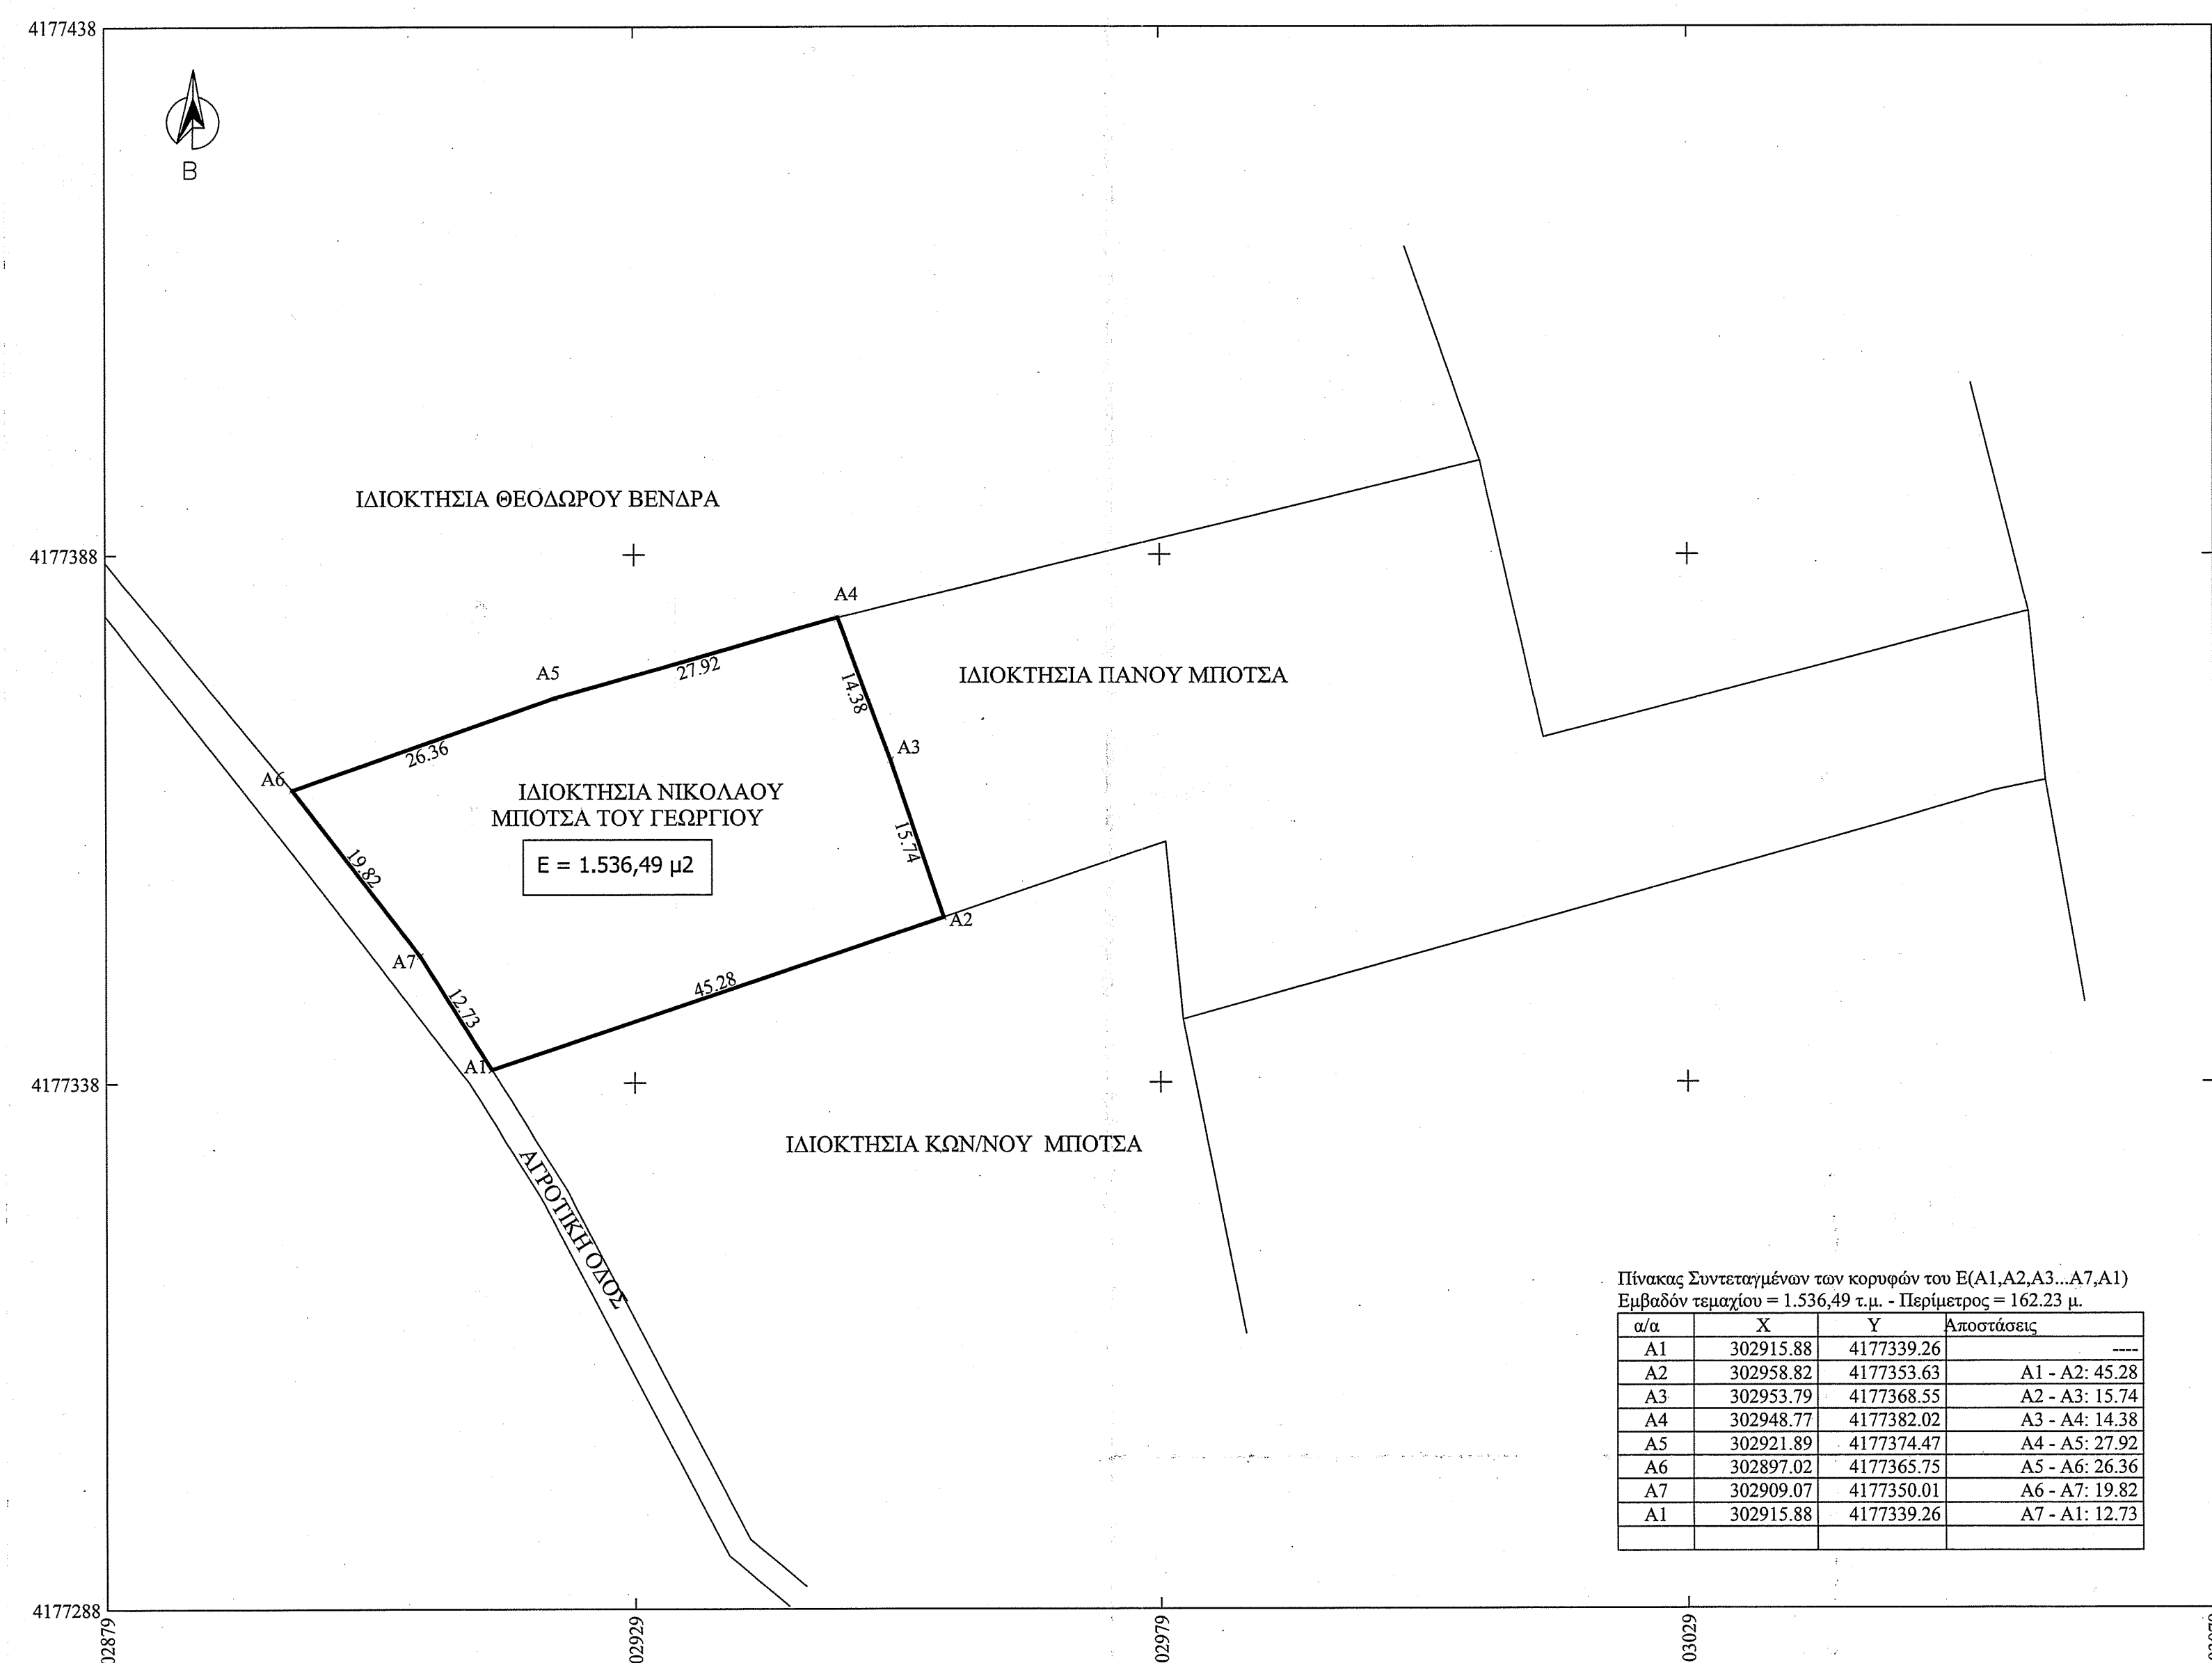 4177438
Β
ΙΔΙΟΚΤΗΣΙΑ ΘΕΟΔΩΡΟΥ ΒΕΝΔΡΑ
4177388
A4
27.92
A5
ΙΔΙΟΚΤΗΣΙΑ ΠΑΝΟΥ ΜΠΟΤΣΑ
14.38
26.36
A3
A6
ΙΔΙΟΚΤΗΣΙΑ ΝΙΚΟΛΑΟΥ
ΜΠΟΤΣΑ ΤΟΥ ΓΕΩΡΓΙΟΥ
E = 1.536,49 μ2
15.74
19.82
A2
A7
45.28
12.73
A1
4177338
ΙΔΙΟΚΤΗΣΙΑ ΚΩΝ/ΝΟΥ ΜΠΟΤΣΑ
ΑΓΡΟΤΙΚΗ ΟΔΟΣ
Πίνακας Συντεταγμένων των κορυφών του E(A1,A2,A3...A7,A1)
Εμβαδόν τεμαχίου = 1.536,49 τ.μ. - Περίμετρος = 162.23 μ.
α/α X Y Αποστάσεις
A1 302915.88 4177339.26 ----
A2 302958.82 4177353.63 A1 - A2: 45.28
A3 302953.79 4177368.55 A2 - A3: 15.74
A4 302948.77 4177382.02 A3 - A4: 14.38
A5 302921.89 4177374.47 A4 - A5: 27.92
A6 302897.02 4177365.75 A5 - A6: 26.36
A7 302909.07 4177350.01 A6 - A7: 19.82
A1 302915.88 4177339.26 A7 - A1: 12.73
4177288
02879
02929
02979
03029